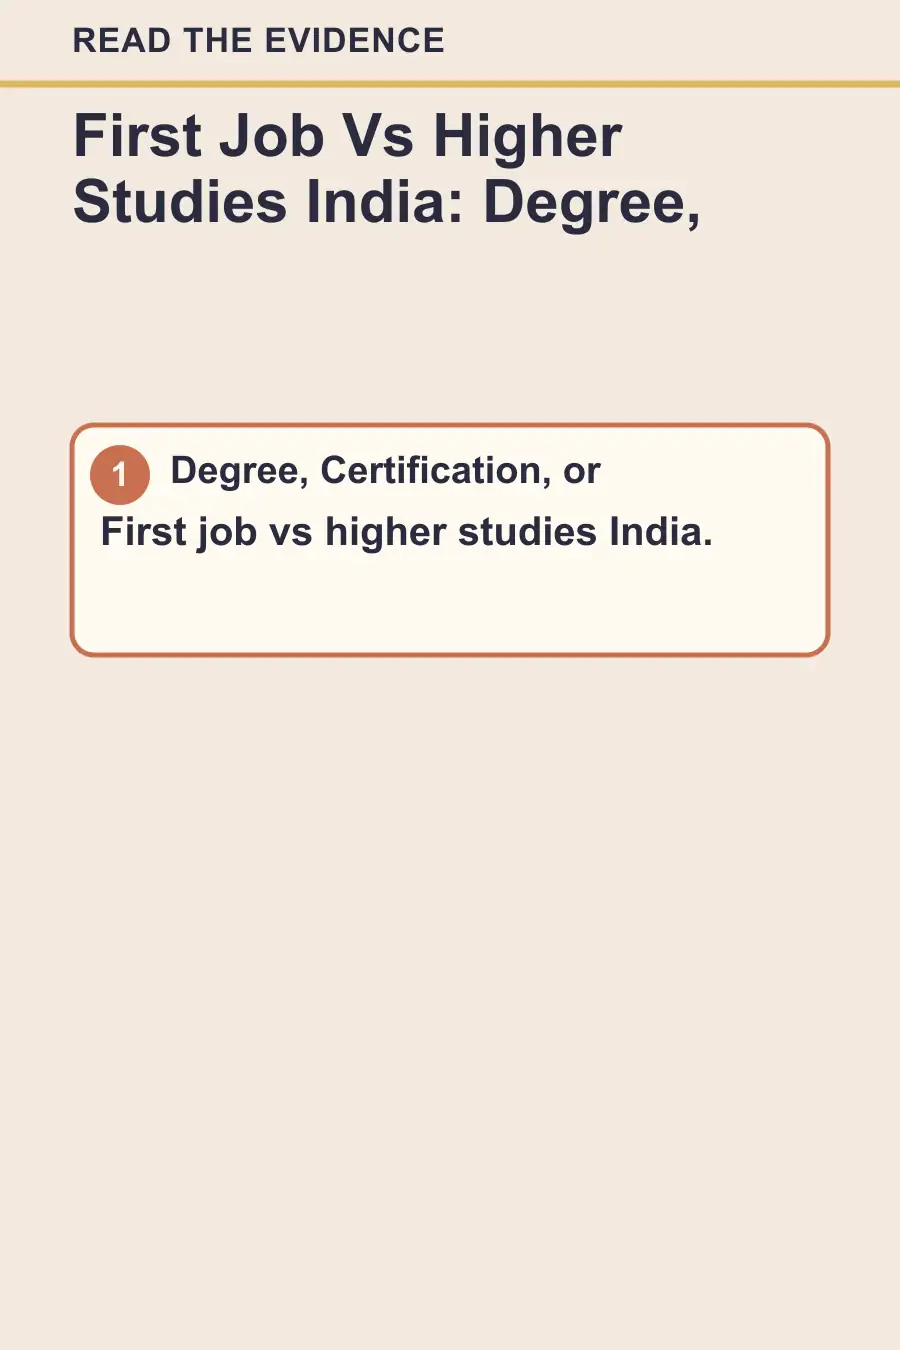 READ THE EVIDENCE
First Job Vs Higher
Studies India: Degree,
1 Degree, Certification, or
First job vs higher studies India.